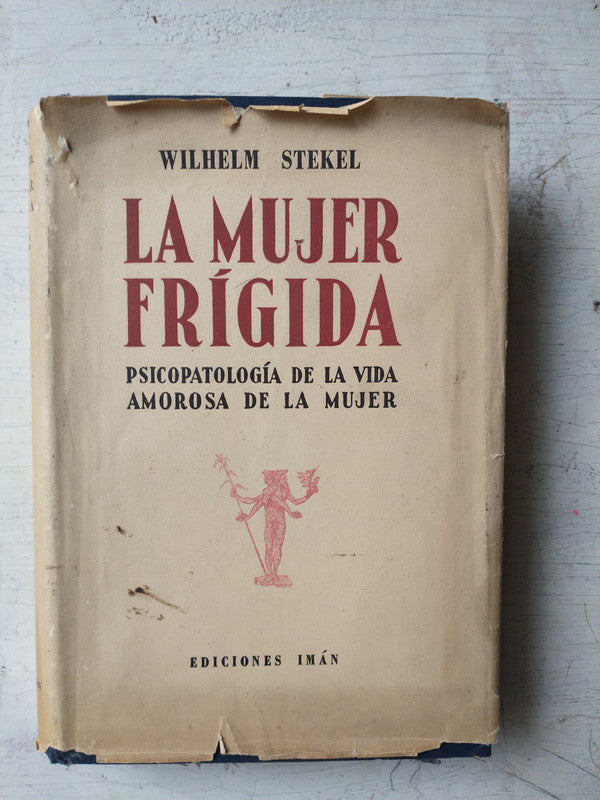 WILHELM STEKEL
LA MUJER
FRÍGIDA
PSICOPATOLOGÍA DE LA VIDA
AMOROSA DE LA MUJER
EDICIONES IMÁN